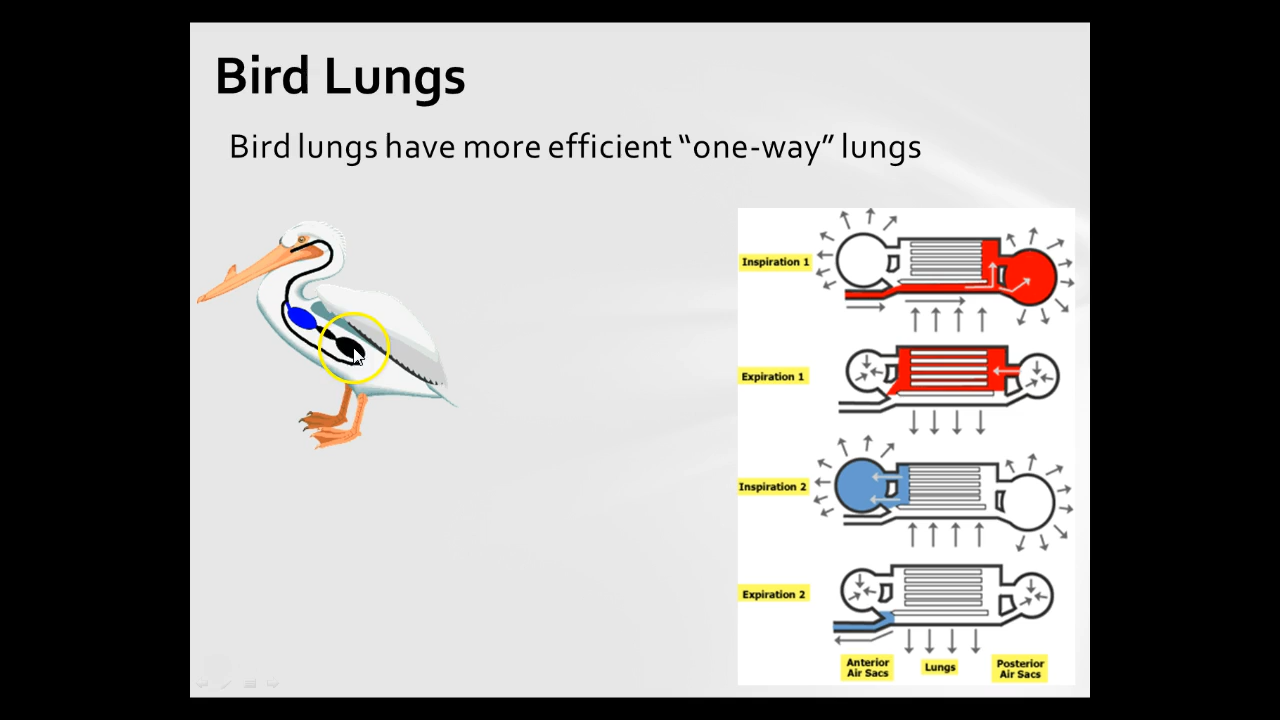 Bird Lungs
Bird lungs have more efficient “one-way” lungs
Inspiration 1
Expiration 1
Inspiration 2
Expiration 2
Anterior
Air Sacs
Lungs
Posterior
Air Sacs